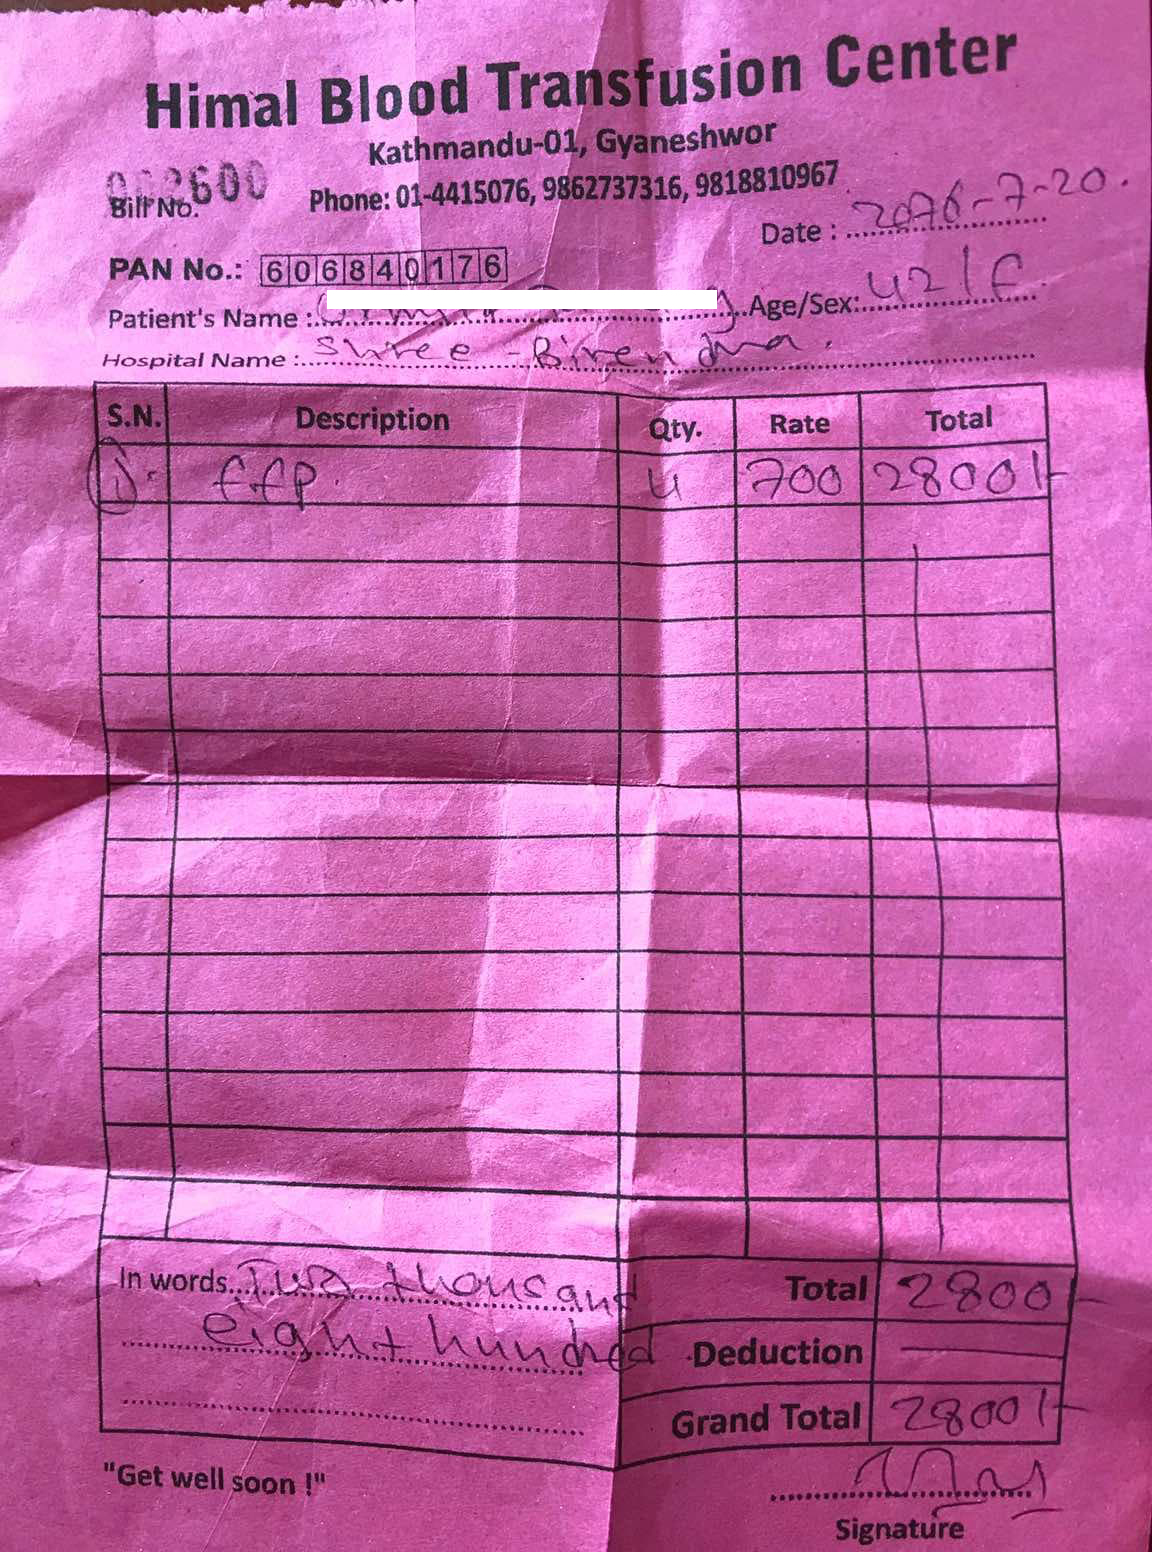 Himal Blood Transfusion Center
Kathmandu-01, Gyaneshwor
Phone: 01-4415076, 9862737316, 9818810967
Bill No. 600
Date : 2076-7-20.
PAN No.: 606840176
Patient's Name : Age/Sex: 42/F
Hospital Name : Shree - Birendra.
S.N. Description Qty. Rate Total
1). FFP. 4 700 2800/-
In words Two thousand
eight hundred
Total 2800/-
Deduction —
Grand Total 2800/-
"Get well soon !"
Signature